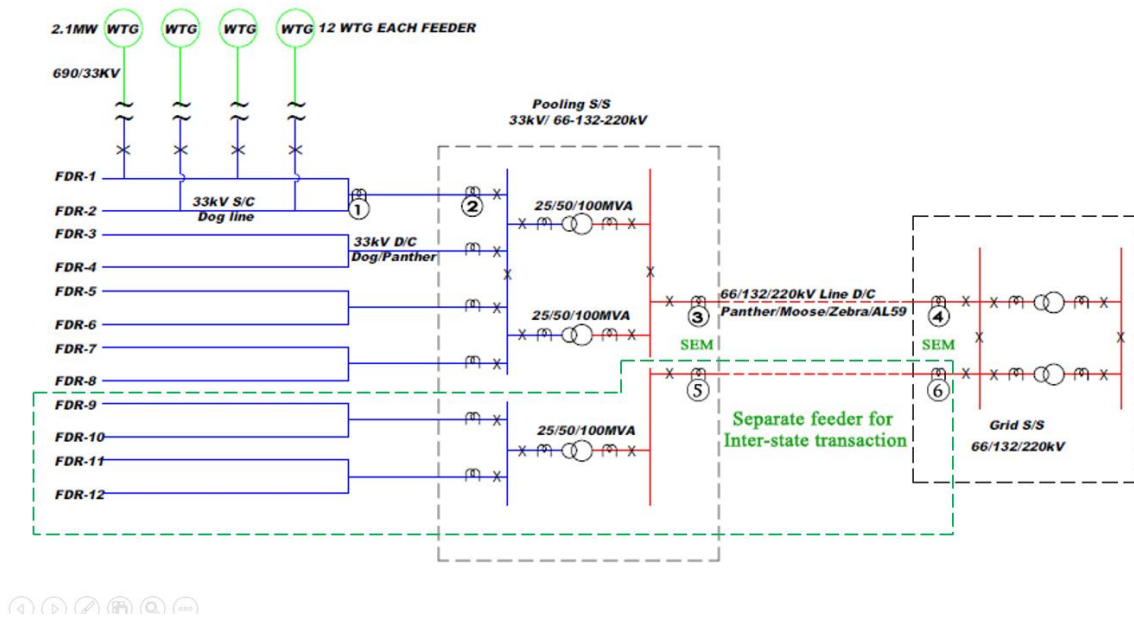 2.1MW WTG WTG WTG WTG 12 WTG EACH FEEDER
690/33KV
Pooling S/S
33kV/ 66-132-220kV
FDR-1
33kV S/C
Dog line
FDR-2
1
2
25/50/100MVA
FDR-3
33kV D/C
Dog/Panther
FDR-4
FDR-5
FDR-6
25/50/100MVA
66/132/220kV Line D/C
Panther/Moose/Zebra/AL59
3
4
SEM
SEM
FDR-7
FDR-8
5
6
FDR-9
FDR-10
FDR-11
FDR-12
25/50/100MVA
Separate feeder for
Inter-state transaction
Grid S/S
66/132/220kV